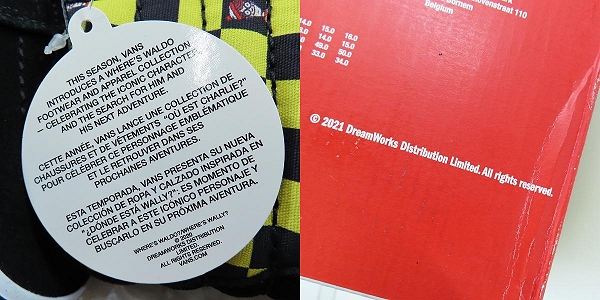 THIS SEASON, VANS
INTRODUCES A WHERE'S WALDO
FOOTWEAR AND APPAREL COLLECTION
– CELEBRATING THE ICONIC CHARACTER
AND THE SEARCH FOR HIM AND
HIS NEXT ADVENTURE.
CETTE ANNÉE, VANS LANCE UNE COLLECTION DE
CHAUSSURES ET DE VÊTEMENTS "OÙ EST CHARLIE?"
POUR CÉLÉBRER CE PERSONNAGE EMBLÉMATIQUE
ET LE RETROUVER DANS SES
PROCHAINES AVENTURES.
ESTA TEMPORADA, VANS PRESENTA SU NUEVA
COLECCIÓN DE ROPA Y CALZADO INSPIRADA EN
"¿DÓNDE ESTÁ WALLY?"- ES MOMENTO DE
CELEBRAR A ESTE ICÓNICO PERSONAJE Y
BUSCARLO EN SU PRÓXIMA AVENTURA.
WHERE'S WALDO?/WHERE'S WALLY?
© 2020
DREAMWORKS DISTRIBUTION
LIMITED.
ALL RIGHTS RESERVED.
VANS.COM
110
Belgium
14.0 15.0 16.0
15.0
49.0 50.0
33.0 34.0
© 2021 DreamWorks Distribution Limited. All rights reserved.